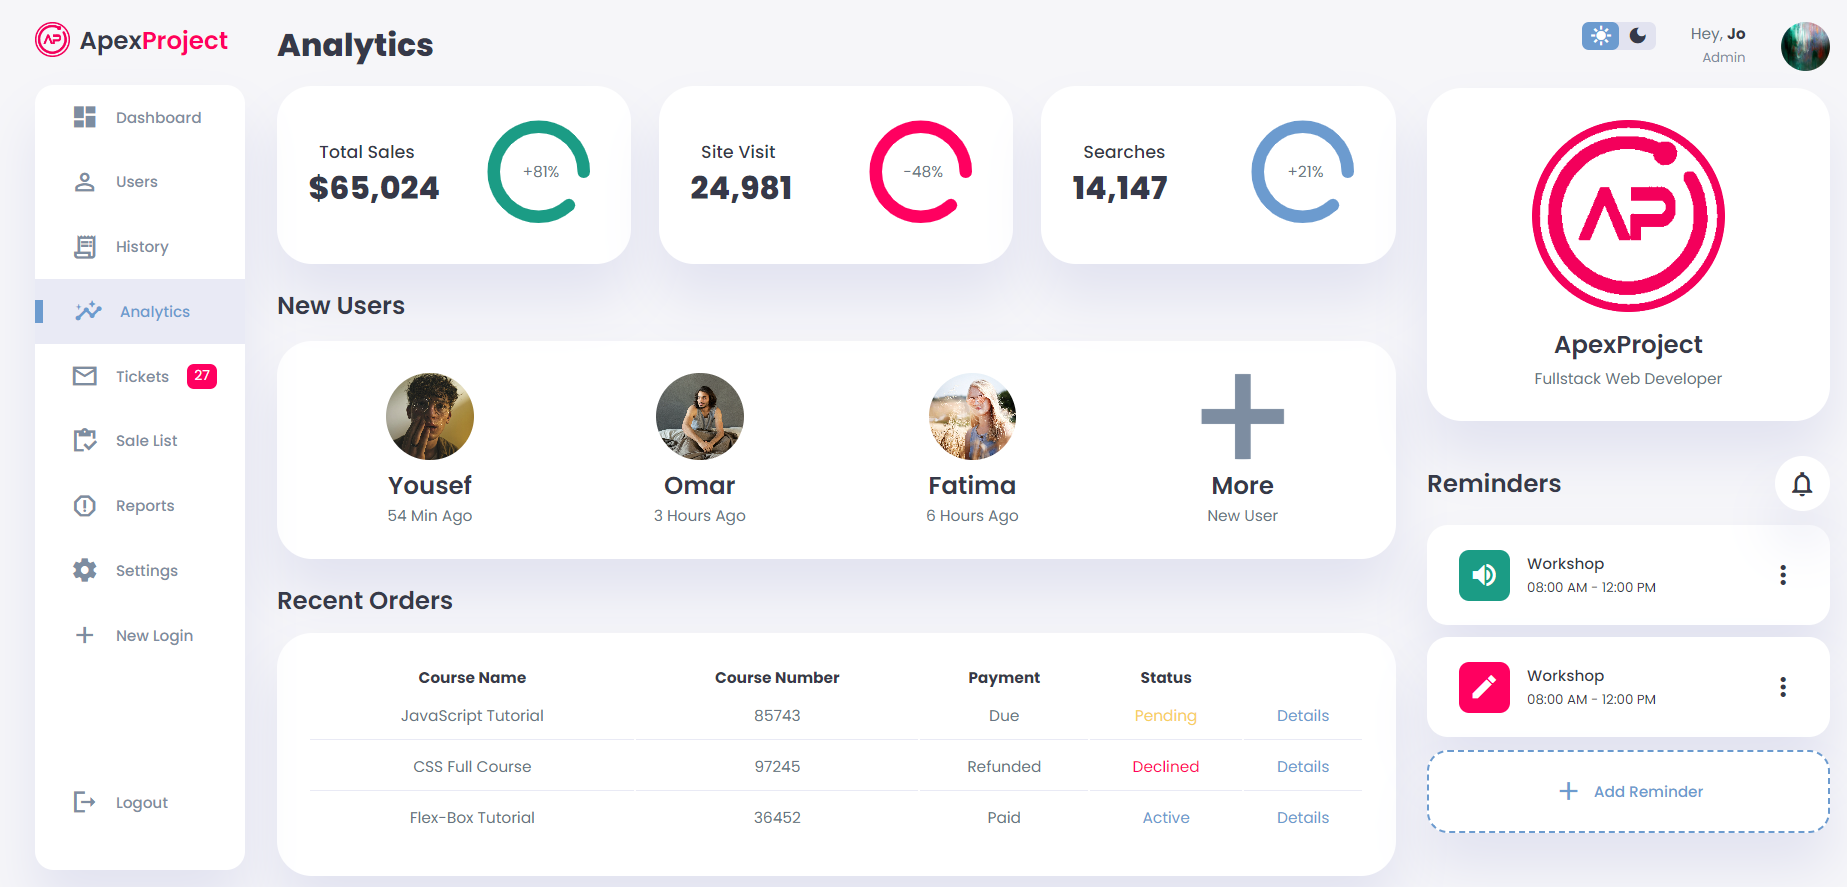 AP ApexProject
Dashboard
Users
History
Analytics
Tickets 27
Sale List
Reports
Settings
New Login
Logout
Analytics
Total Sales
$65,024
+81%
Site Visit
24,981
-48%
Searches
14,147
+21%
New Users
Yousef
54 Min Ago
Omar
3 Hours Ago
Fatima
6 Hours Ago
More
New User
Recent Orders
Course Name Course Number Payment Status
JavaScript Tutorial 85743 Due Pending Details
CSS Full Course 97245 Refunded Declined Details
Flex-Box Tutorial 36452 Paid Active Details
Hey, Jo
Admin
AP
ApexProject
Fullstack Web Developer
Reminders
Workshop
08:00 AM - 12:00 PM
Workshop
08:00 AM - 12:00 PM
Add Reminder